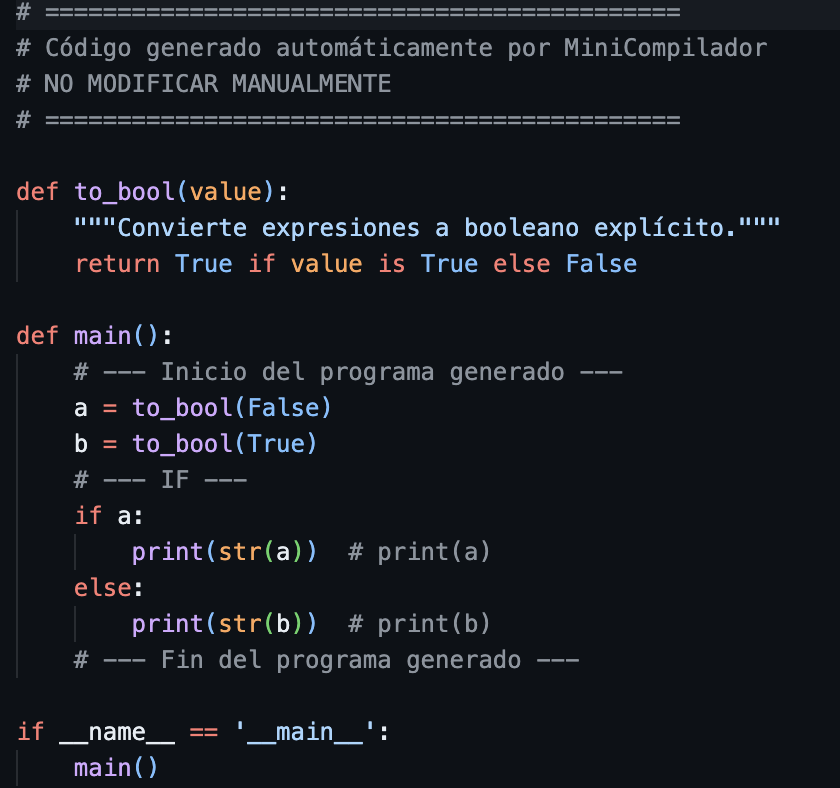 # ============================================
# Código generado automáticamente por MiniCompilador
# NO MODIFICAR MANUALMENTE
# ============================================
def to_bool(value):
    """Convierte expresiones a booleano explícito."""
    return True if value is True else False
def main():
    # --- Inicio del programa generado ---
    a = to_bool(False)
    b = to_bool(True)
    # --- IF ---
    if a:
        print(str(a))  # print(a)
    else:
        print(str(b))  # print(b)
    # --- Fin del programa generado ---
if __name__ == '__main__':
    main()